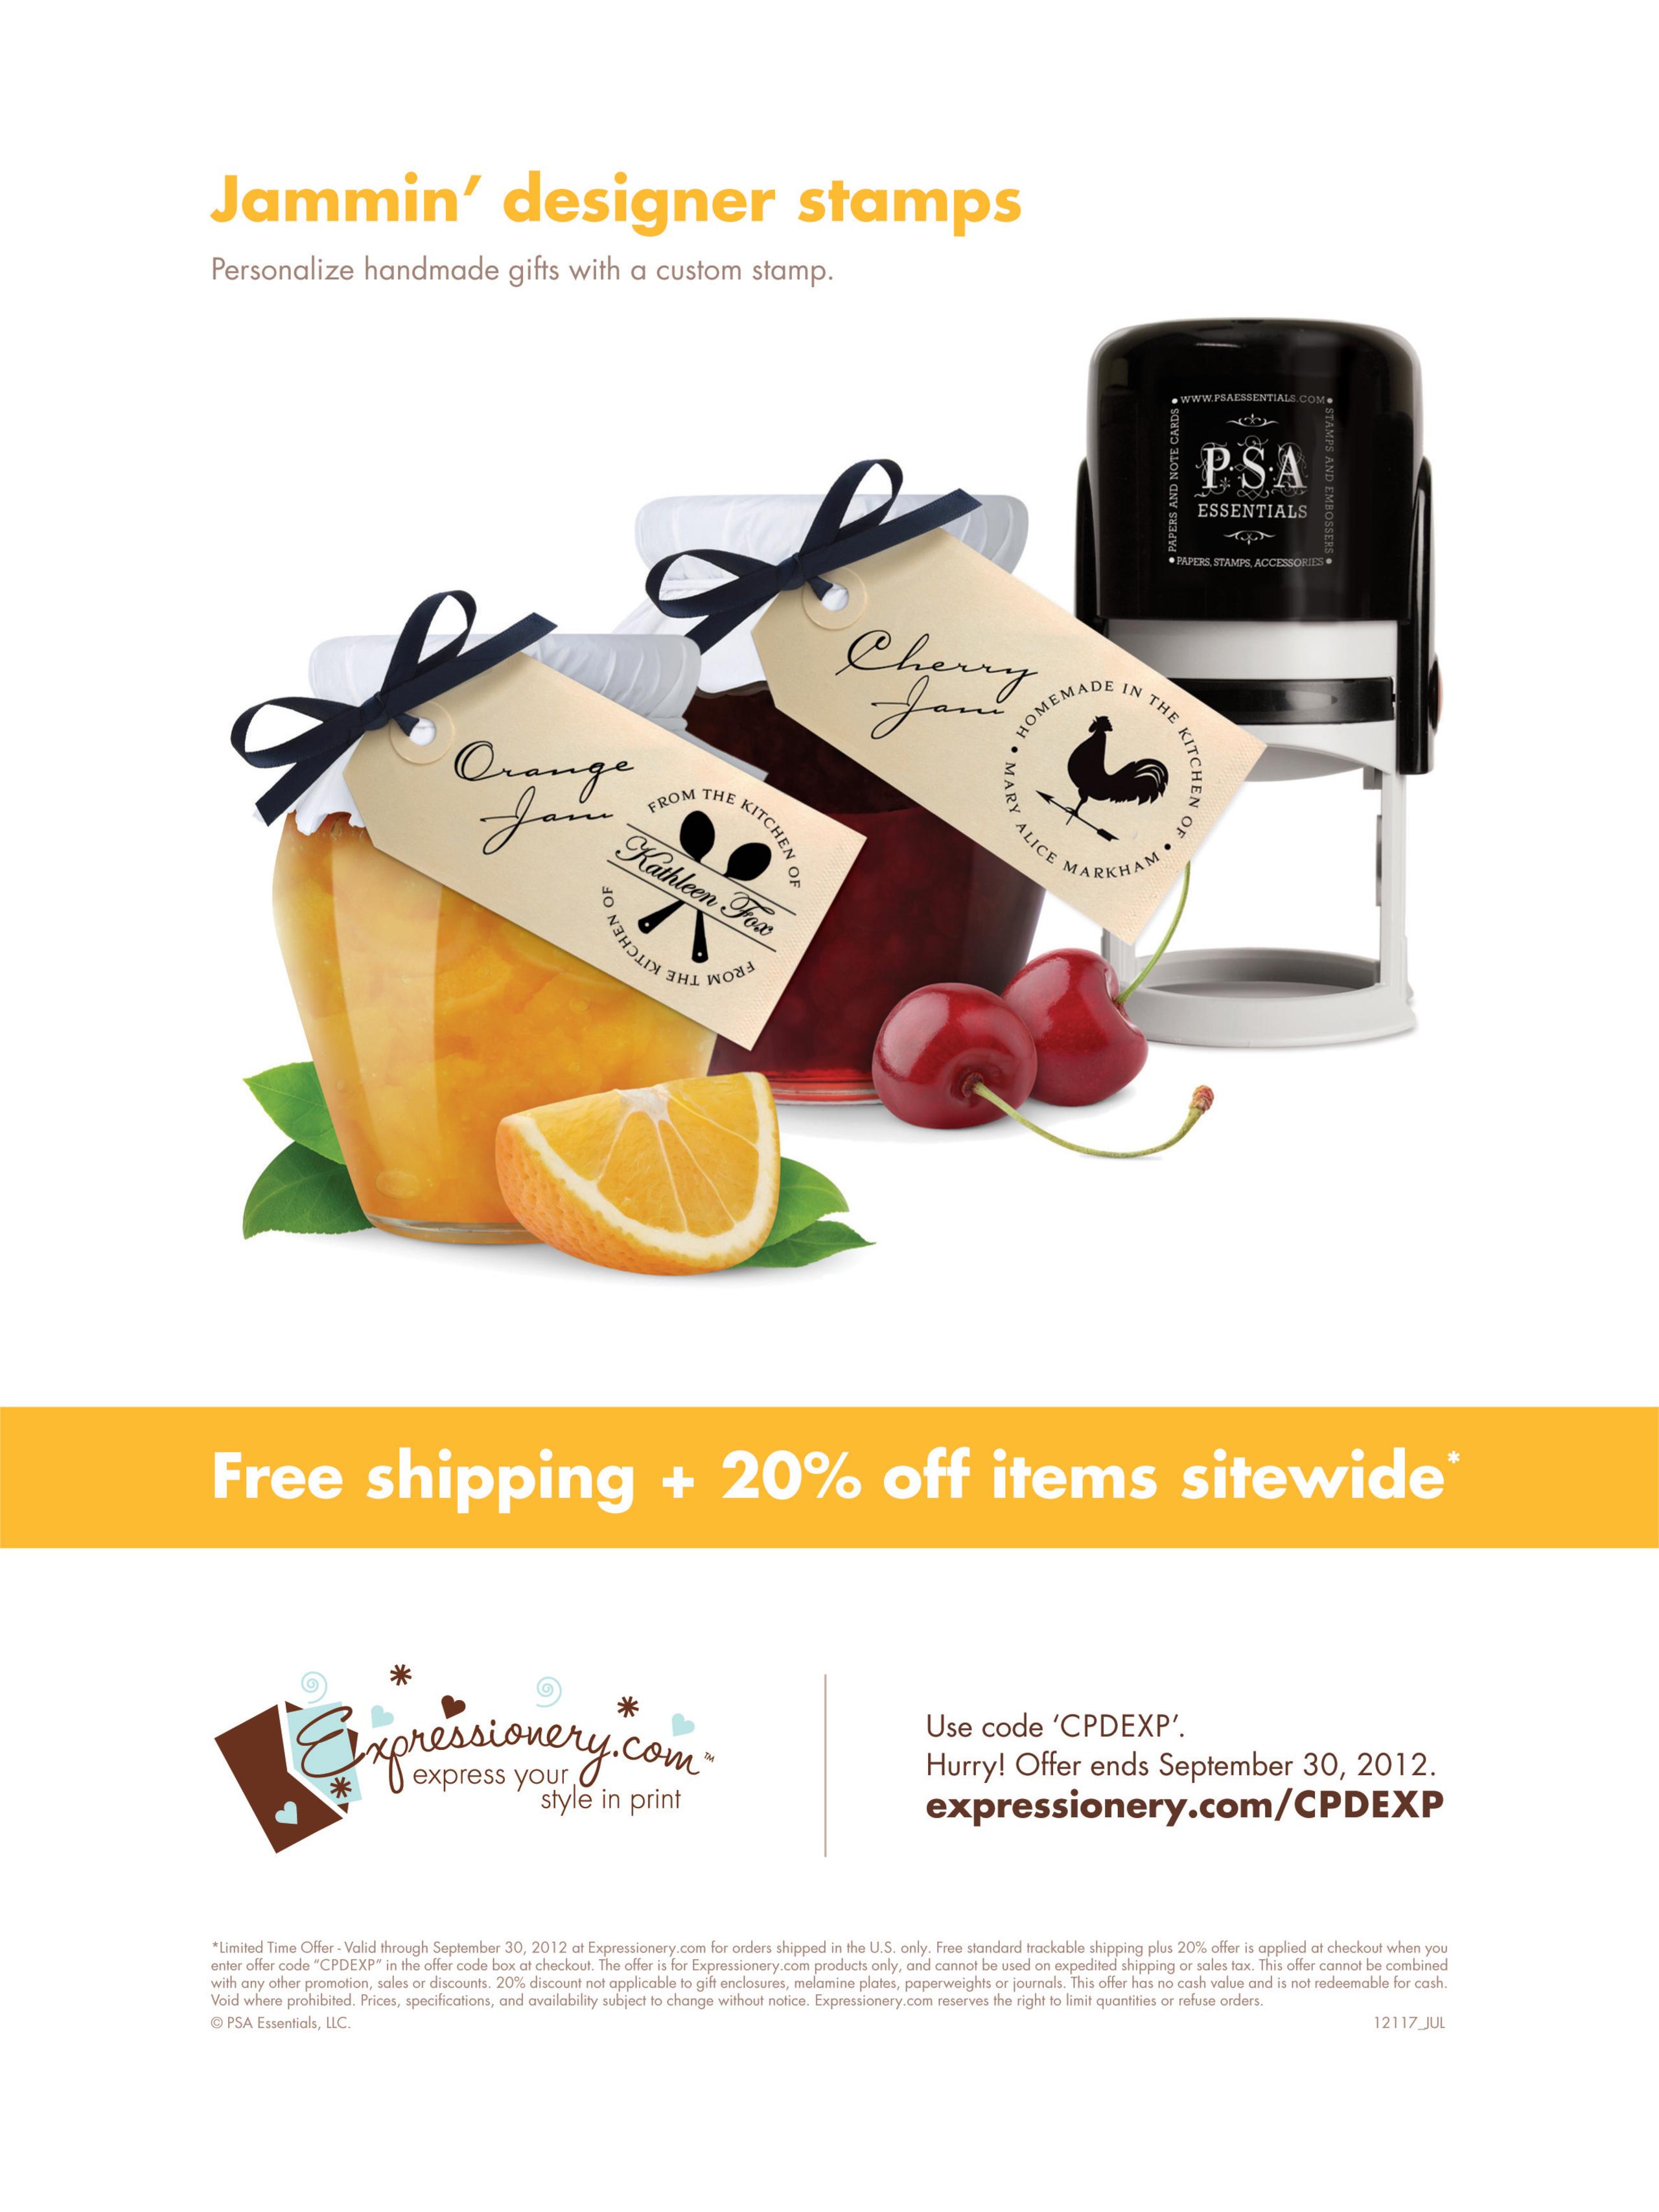 Jammin’ designer stamps
Personalize handmade gifts with a custom stamp.
• WWW.PSAESSENTIALS.COM •
PAPERS AND NOTE CARDS
STAMPS AND EMBOSSERS
P·S·A
ESSENTIALS
• PAPERS, STAMPS, ACCESSORIES •
Cherry
Jam
• HOMEMADE IN THE KITCHEN OF •
MARY ALICE MARKHAM
Orange
Jam
FROM THE KITCHEN OF
Kathleen Fox
FROM THE KITCHEN OF
Free shipping + 20% off items sitewide*
Expressionery.com™
express your
style in print
Use code ‘CPDEXP’.
Hurry! Offer ends September 30, 2012.
expressionery.com/CPDEXP
*Limited Time Offer - Valid through September 30, 2012 at Expressionery.com for orders shipped in the U.S. only. Free standard trackable shipping plus 20% offer is applied at checkout when you
enter offer code “CPDEXP” in the offer code box at checkout. The offer is for Expressionery.com products only, and cannot be used on expedited shipping or sales tax. This offer cannot be combined
with any other promotion, sales or discounts. 20% discount not applicable to gift enclosures, melamine plates, paperweights or journals. This offer has no cash value and is not redeemable for cash.
Void where prohibited. Prices, specifications, and availability subject to change without notice. Expressionery.com reserves the right to limit quantities or refuse orders.
© PSA Essentials, LLC.
12117_JUL